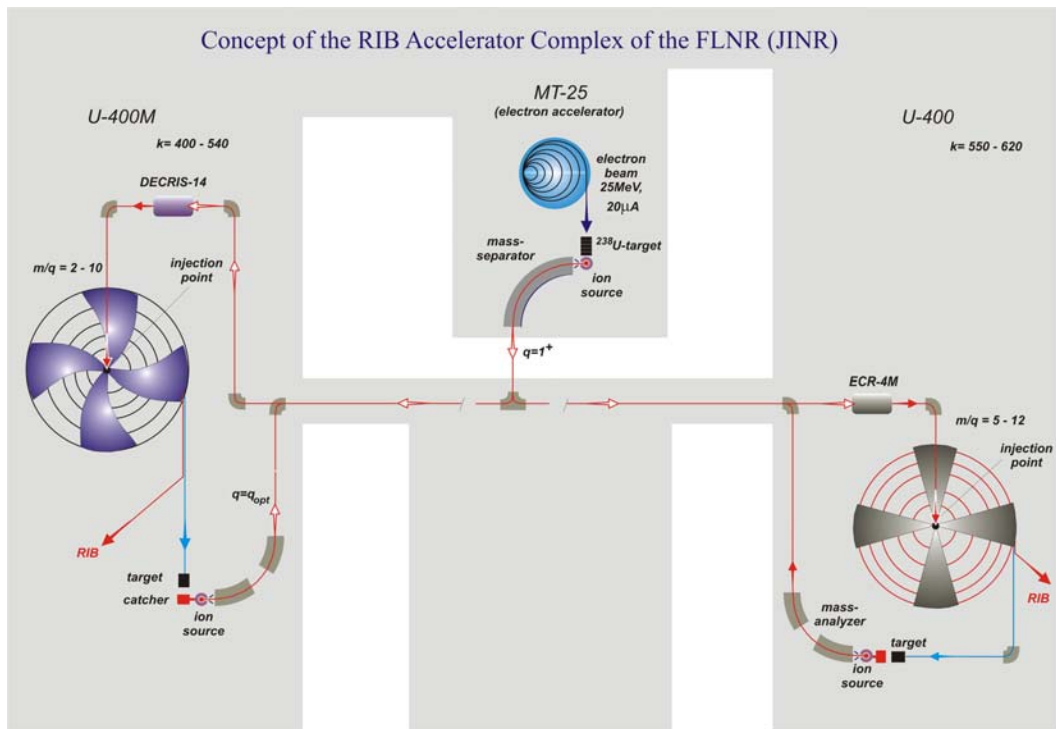 Concept of the RIB Accelerator Complex of the FLNR (JINR)
U-400M
k= 400 - 540
DECRIS-14
m/q = 2 - 10
injection
point
RIB
target
catcher
ion
source
q=qopt
MT-25
(electron accelerator)
electron
beam
25MeV,
20μA
238U-target
mass-
separator
ion
source
q=1+
U-400
k= 550 - 620
ECR-4M
m/q = 5 - 12
injection
point
RIB
mass-
analyzer
target
ion
source